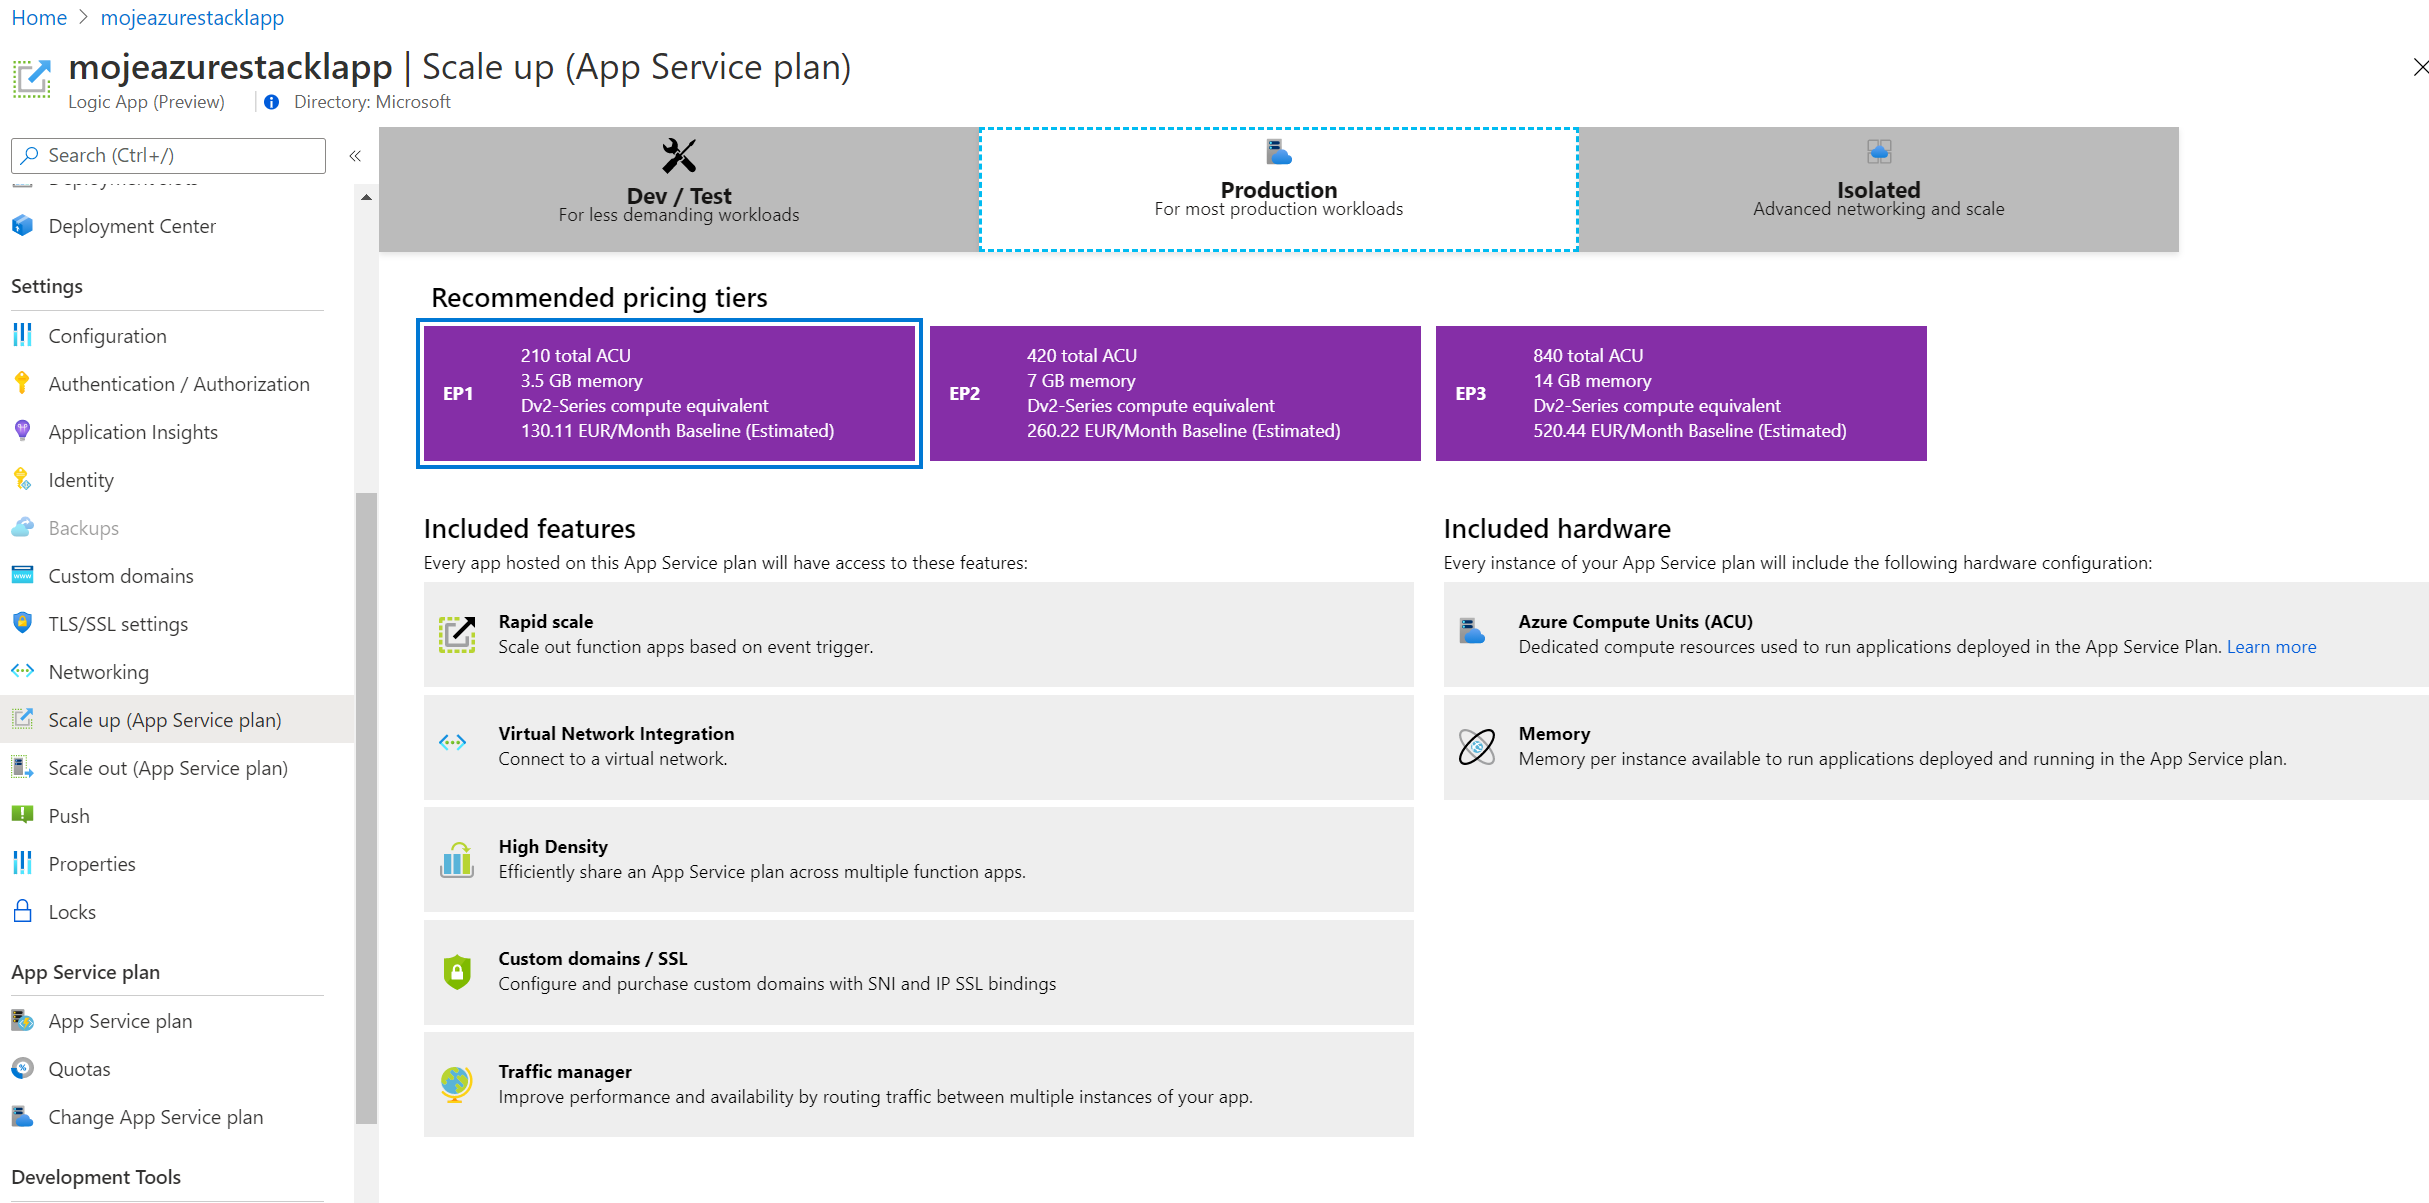 Home > mojeazurestacklapp
mojeazurestacklapp | Scale up (App Service plan)
Logic App (Preview)
Directory: Microsoft
Search (Ctrl+/)
«
Deployment Center
Settings
Configuration
Authentication / Authorization
Application Insights
Identity
Backups
Custom domains
TLS/SSL settings
Networking
Scale up (App Service plan)
Scale out (App Service plan)
Push
Properties
Locks
App Service plan
App Service plan
Quotas
Change App Service plan
Development Tools
Dev / Test
For less demanding workloads
Production
For most production workloads
Isolated
Advanced networking and scale
Recommended pricing tiers
EP1
210 total ACU
3.5 GB memory
Dv2-Series compute equivalent
130.11 EUR/Month Baseline (Estimated)
EP2
420 total ACU
7 GB memory
Dv2-Series compute equivalent
260.22 EUR/Month Baseline (Estimated)
EP3
840 total ACU
14 GB memory
Dv2-Series compute equivalent
520.44 EUR/Month Baseline (Estimated)
Included features
Every app hosted on this App Service plan will have access to these features:
Rapid scale
Scale out function apps based on event trigger.
Virtual Network Integration
Connect to a virtual network.
High Density
Efficiently share an App Service plan across multiple function apps.
Custom domains / SSL
Configure and purchase custom domains with SNI and IP SSL bindings
Traffic manager
Improve performance and availability by routing traffic between multiple instances of your app.
Included hardware
Every instance of your App Service plan will include the following hardware configuration:
Azure Compute Units (ACU)
Dedicated compute resources used to run applications deployed in the App Service Plan. Learn more
Memory
Memory per instance available to run applications deployed and running in the App Service plan.